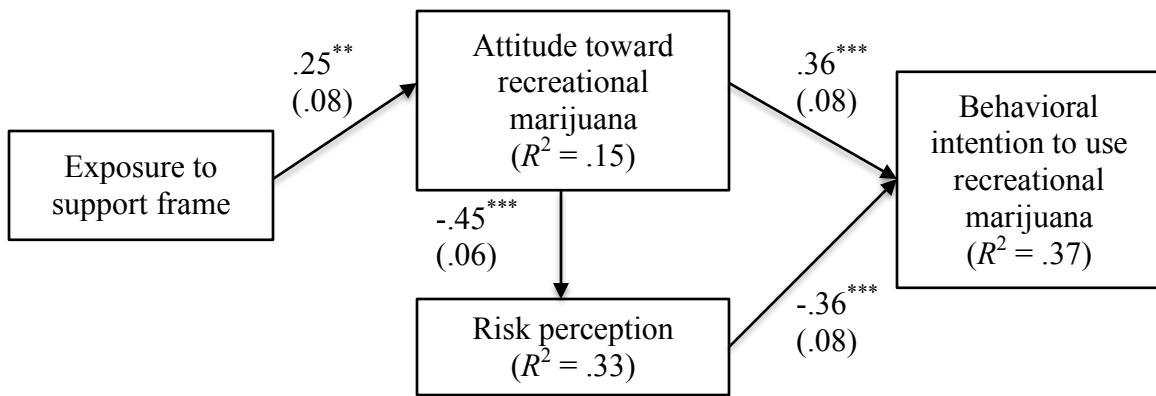 Exposure to
support frame
.25**
(.08)
Attitude toward
recreational
marijuana
(R² = .15)
-.45***
(.06)
Risk perception
(R² = .33)
.36***
(.08)
-.36***
(.08)
Behavioral
intention to use
recreational
marijuana
(R² = .37)